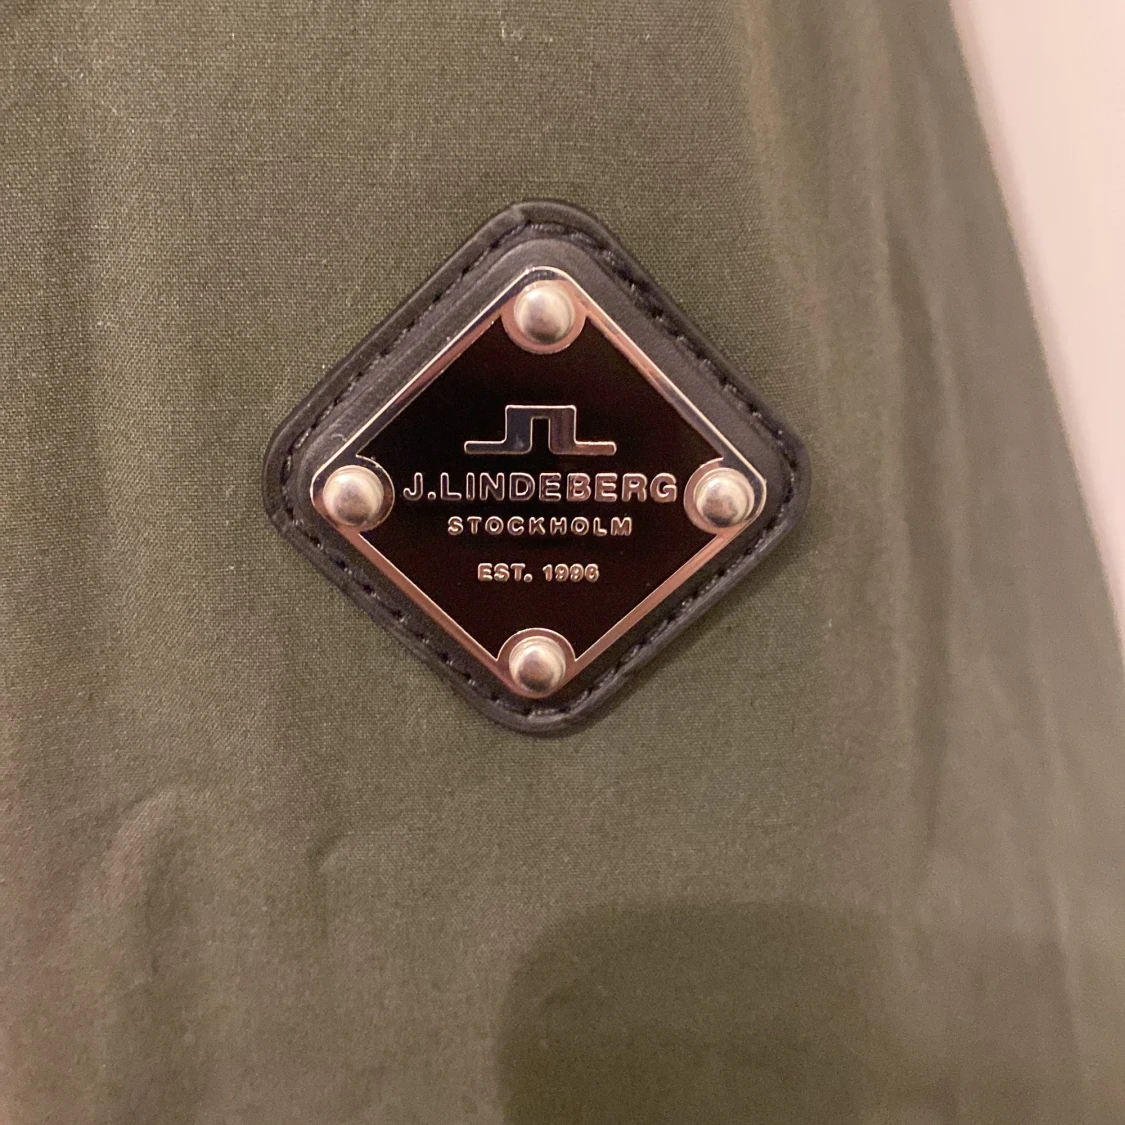 J.LINDEBERG
STOCKHOLM
EST. 1996